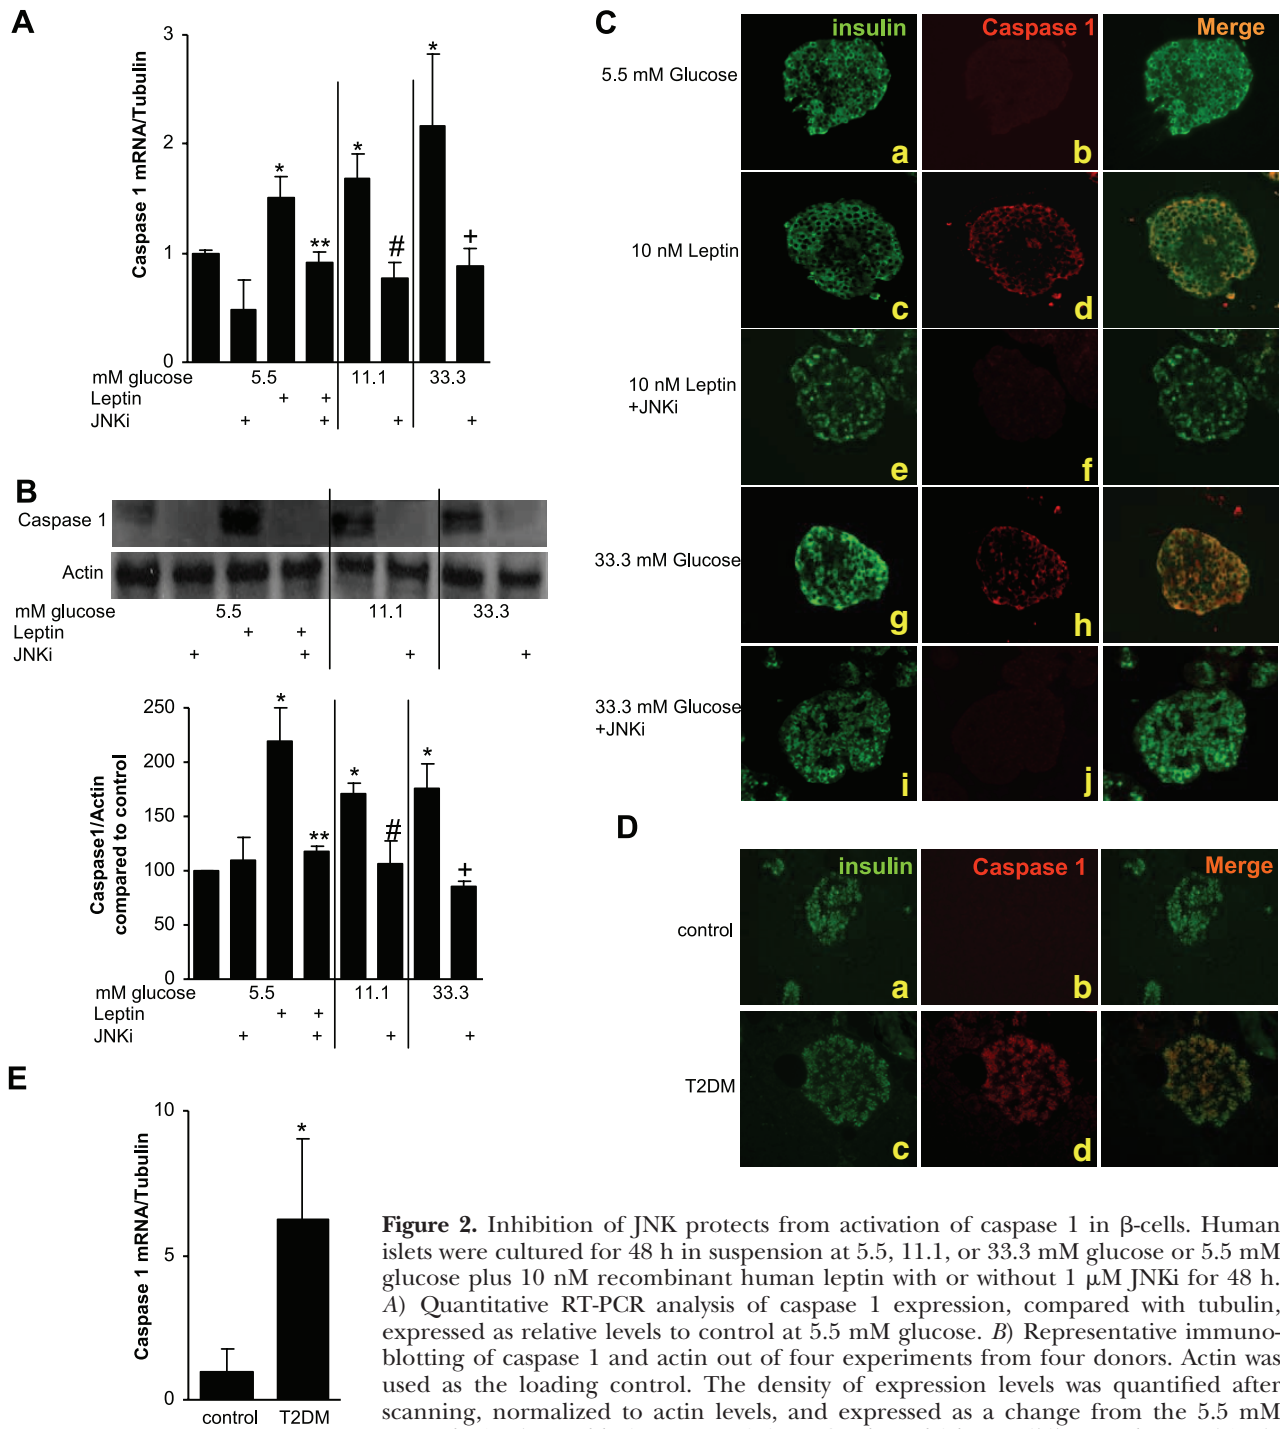 A
3
2
1
0
Caspase 1 mRNA/Tubulin
*
**
*
#
*
+
mM glucose 5.5 11.1 33.3
Leptin + +
JNKi + + + +
B
Caspase 1
Actin
mM glucose 5.5 11.1 33.3
Leptin + +
JNKi + + + +
250
200
150
100
50
0
Caspase1/Actin
compared to control
*
**
*
#
*
+
mM glucose 5.5 11.1 33.3
Leptin + +
JNKi + + + +
C
insulin Caspase 1 Merge
5.5 mM Glucose
a b
10 nM Leptin
c d
10 nM Leptin
+JNKi
e f
33.3 mM Glucose
g h
33.3 mM Glucose
+JNKi
i j
D
insulin Caspase 1 Merge
control
a b
T2DM
c d
E
10
5
0
Caspase 1 mRNA/Tubulin
*
control T2DM
Figure 2. Inhibition of JNK protects from activation of caspase 1 in β-cells. Human
islets were cultured for 48 h in suspension at 5.5, 11.1, or 33.3 mM glucose or 5.5 mM
glucose plus 10 nM recombinant human leptin with or without 1 μM JNKi for 48 h.
A) Quantitative RT-PCR analysis of caspase 1 expression, compared with tubulin,
expressed as relative levels to control at 5.5 mM glucose. B) Representative immuno-
blotting of caspase 1 and actin out of four experiments from four donors. Actin was
used as the loading control. The density of expression levels was quantified after
scanning, normalized to actin levels, and expressed as a change from the 5.5 mM